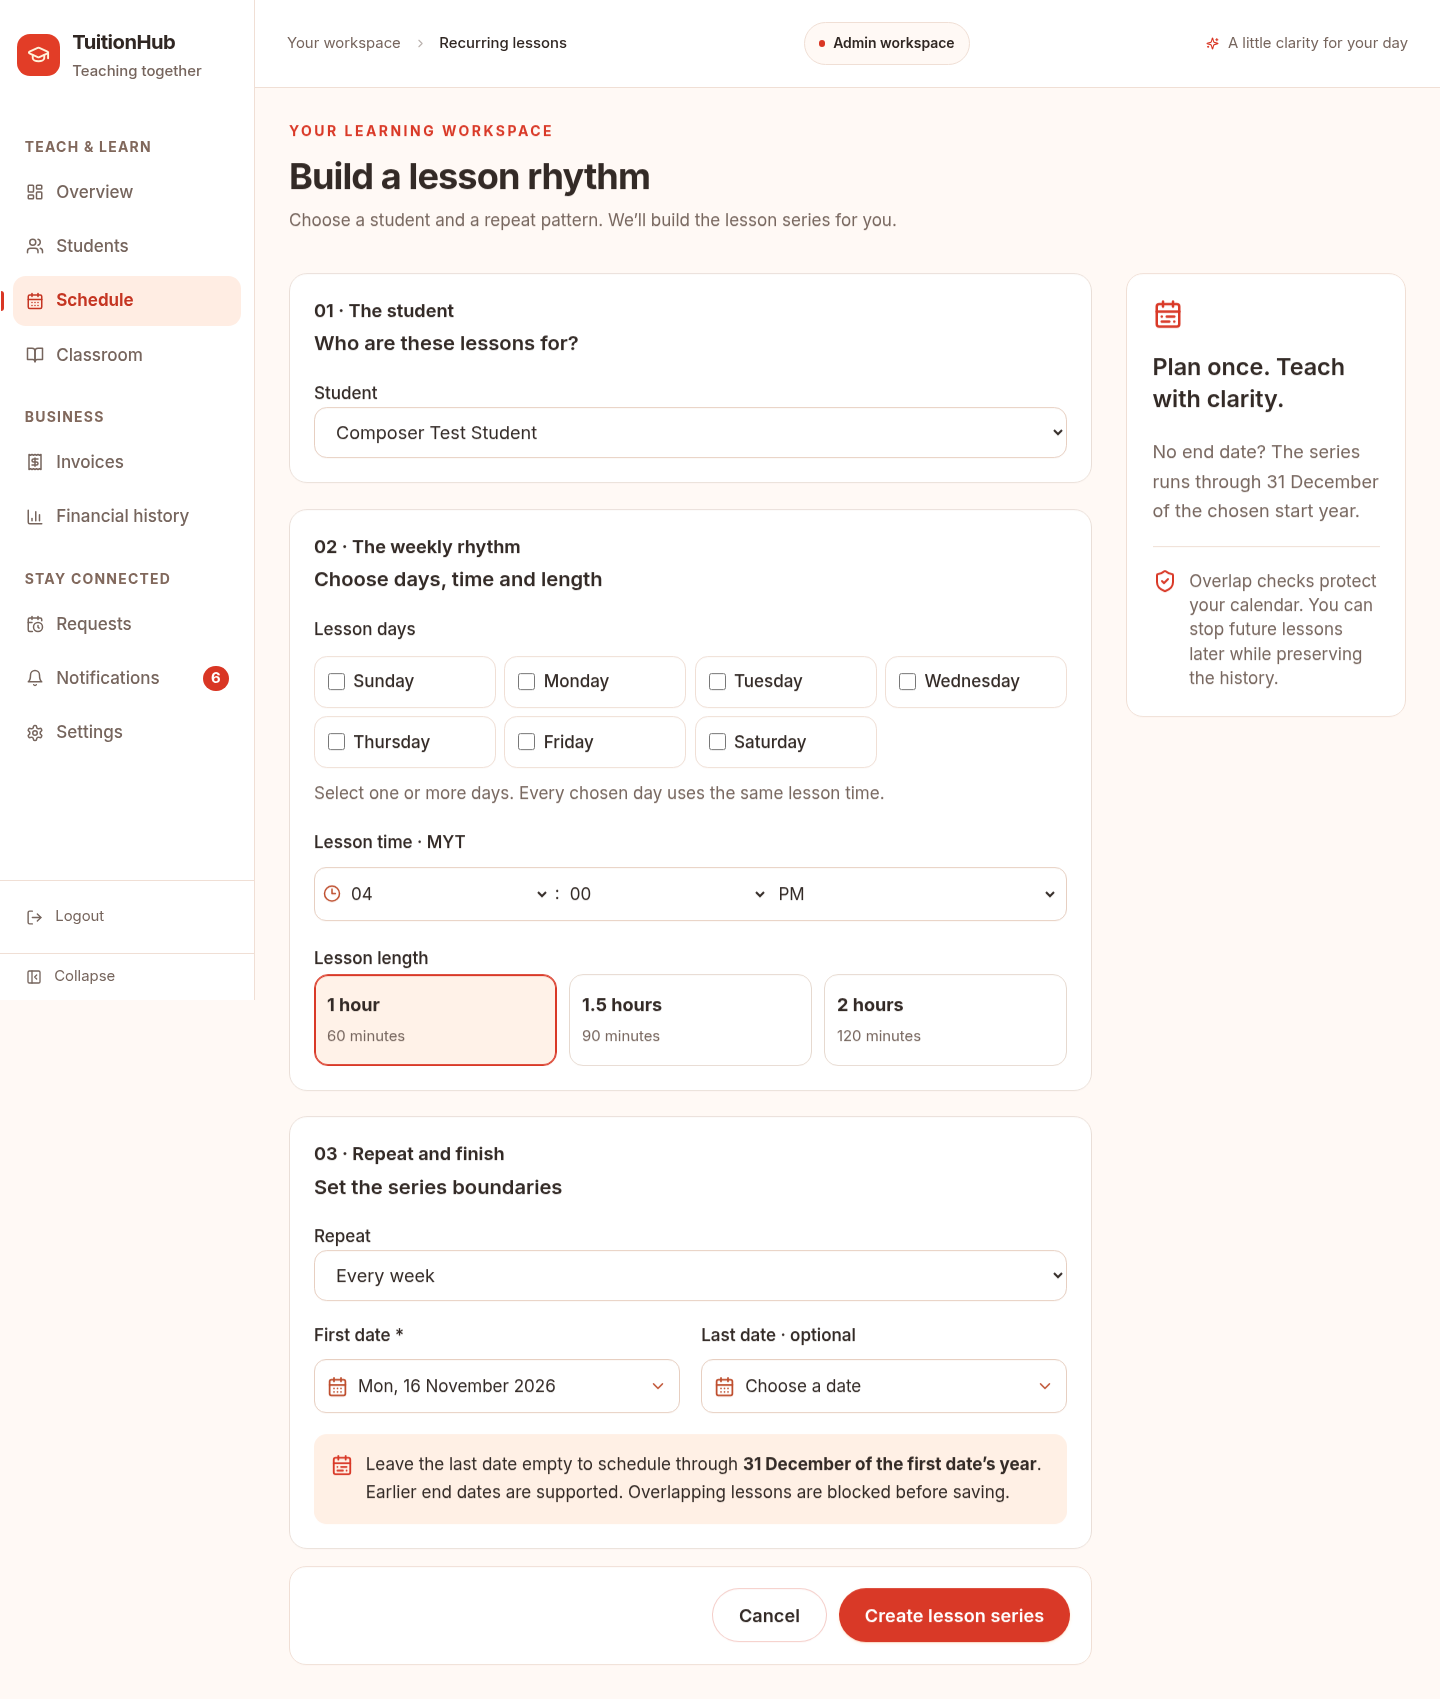 TuitionHub
Teaching together
TEACH & LEARN
Overview
Students
Schedule
Classroom
BUSINESS
Invoices
Financial history
STAY CONNECTED
Requests
Notifications 6
Settings
Logout
Collapse
Your workspace > Recurring lessons
Admin workspace
A little clarity for your day
YOUR LEARNING WORKSPACE
Build a lesson rhythm
Choose a student and a repeat pattern. We’ll build the lesson series for you.
01 · The student
Who are these lessons for?
Student
Composer Test Student
02 · The weekly rhythm
Choose days, time and length
Lesson days
Sunday Monday Tuesday Wednesday
Thursday Friday Saturday
Select one or more days. Every chosen day uses the same lesson time.
Lesson time · MYT
04 : 00 PM
Lesson length
1 hour 1.5 hours 2 hours
60 minutes 90 minutes 120 minutes
03 · Repeat and finish
Set the series boundaries
Repeat
Every week
First date * Last date · optional
Mon, 16 November 2026 Choose a date
Leave the last date empty to schedule through 31 December of the first date’s year.
Earlier end dates are supported. Overlapping lessons are blocked before saving.
Cancel Create lesson series
Plan once. Teach
with clarity.
No end date? The series
runs through 31 December
of the chosen start year.
Overlap checks protect
your calendar. You can
stop future lessons
later while preserving
the history.